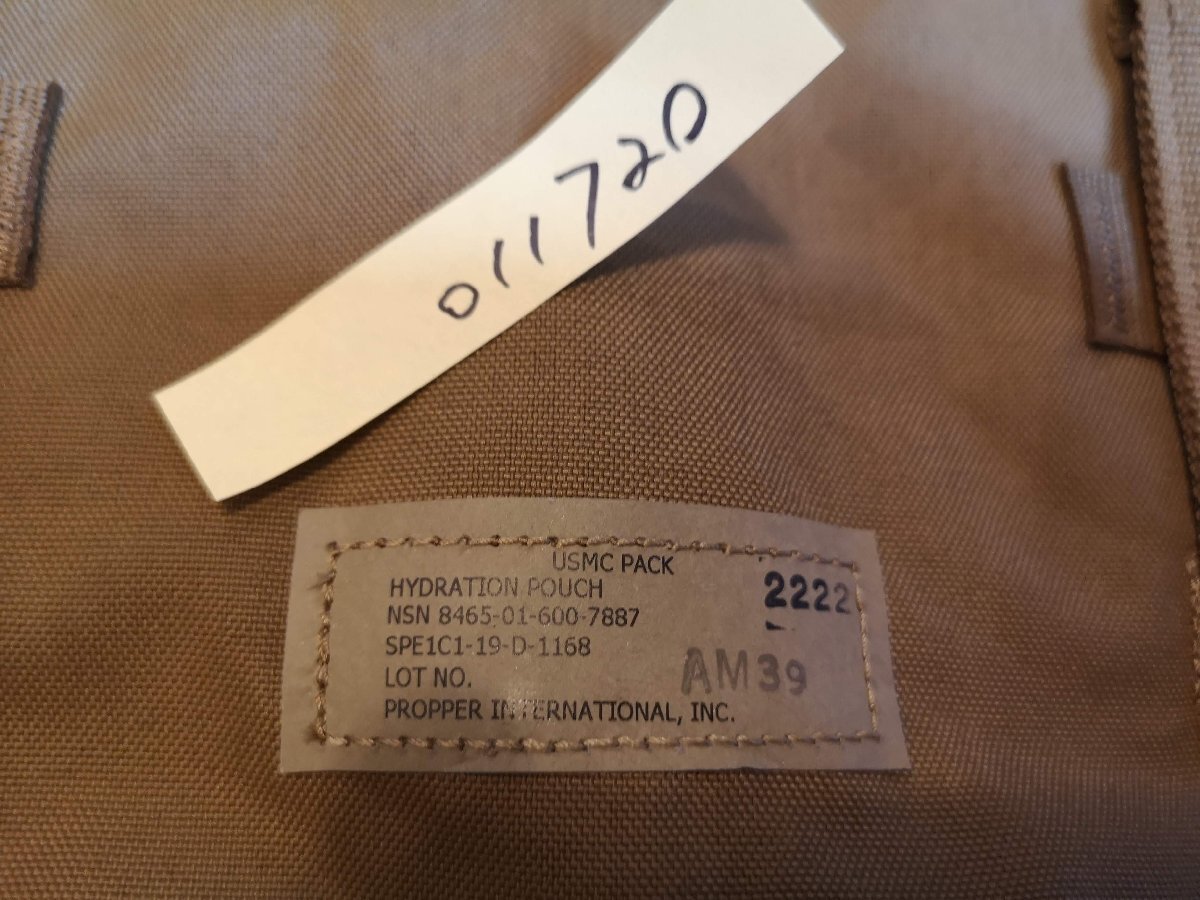 011720
USMC PACK
HYDRATION POUCH
2222
NSN 8465-01-600-7887
SPE1C1-19-D-1168
LOT NO. AM39
PROPPER INTERNATIONAL, INC.